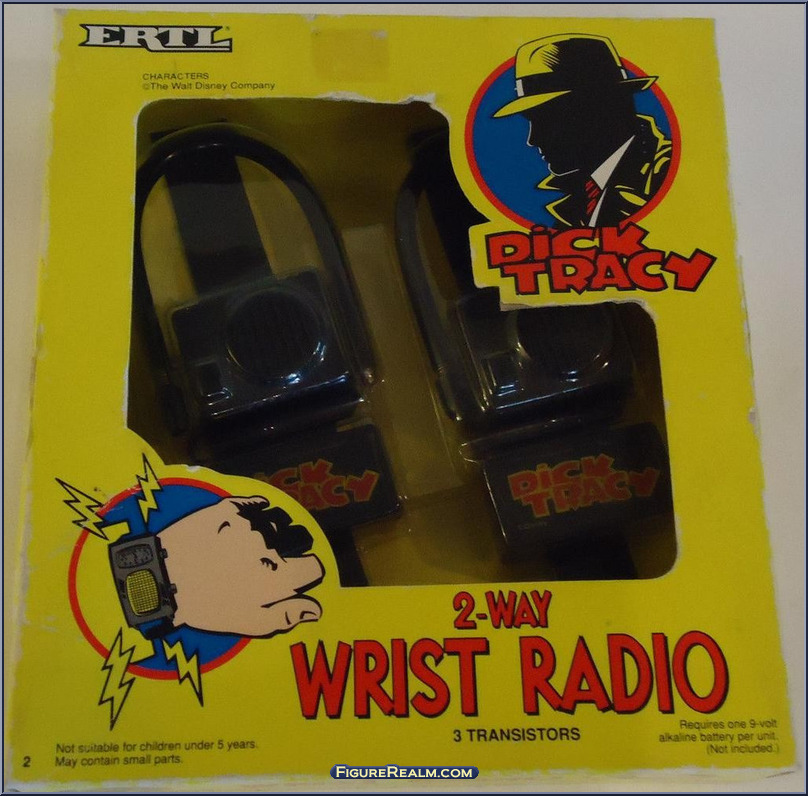 ERTL
CHARACTERS
©The Walt Disney Company
DICK
TRACY
DICK
TRACY
DICK
TRACY
2-WAY
WRIST RADIO
3 TRANSISTORS
Requires one 9-volt
alkaline battery per unit.
(Not included.)
Not suitable for children under 5 years.
May contain small parts.
2
FIGUREREALM.COM